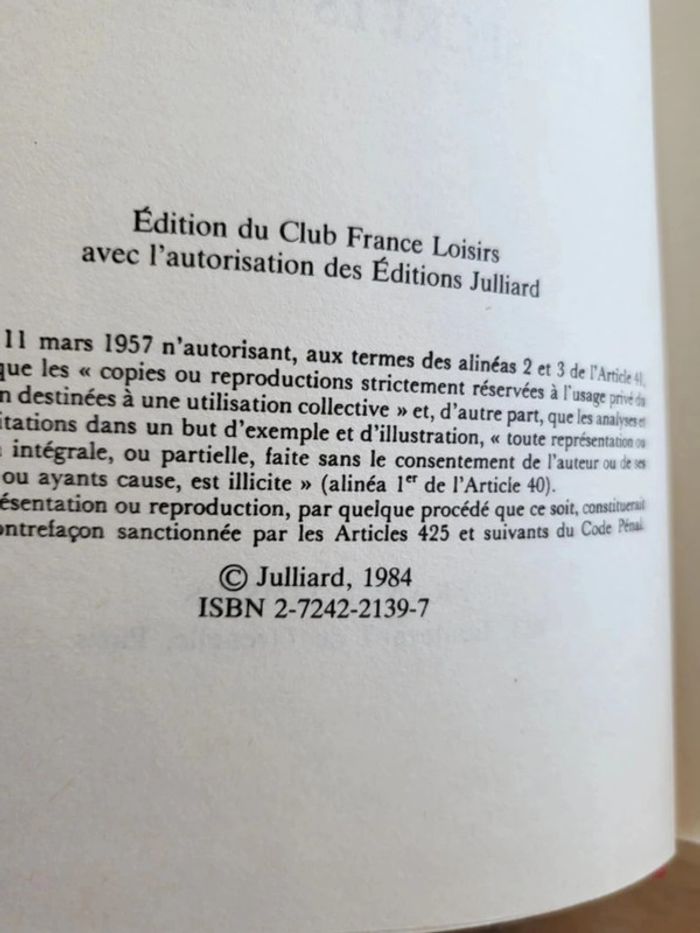 Édition du Club France Loisirs
avec l'autorisation des Éditions Julliard
11 mars 1957 n'autorisant, aux termes des alinéas 2 et 3 de l'Article 41,
que les « copies ou reproductions strictement réservées à l'usage privé du
n destinées à une utilisation collective » et, d'autre part, que les analyses et
itations dans un but d'exemple et d'illustration, « toute représentation ou
intégrale, ou partielle, faite sans le consentement de l'auteur ou de ses
ou ayants cause, est illicite » (alinéa 1er de l'Article 40).
ésentation ou reproduction, par quelque procédé que ce soit, constituerait
ontrefaçon sanctionnée par les Articles 425 et suivants du Code Pénal.
© Julliard, 1984
ISBN 2-7242-2139-7